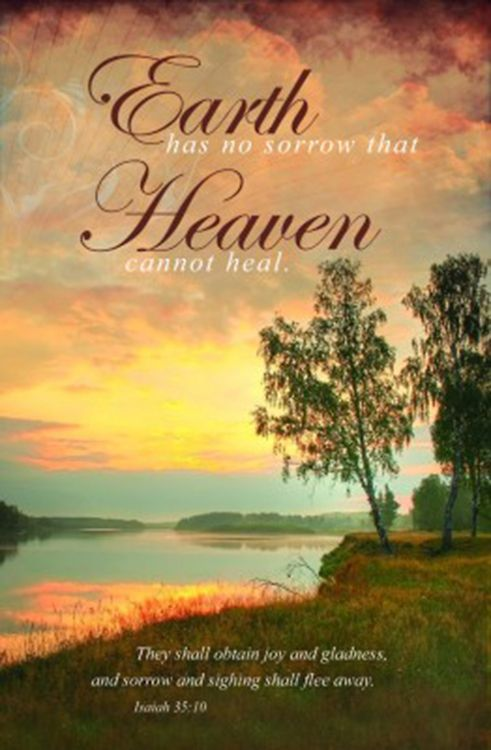 Earth
has no sorrow that
Heaven
cannot heal.
They shall obtain joy and gladness,
and sorrow and sighing shall flee away.
Isaiah 35:10